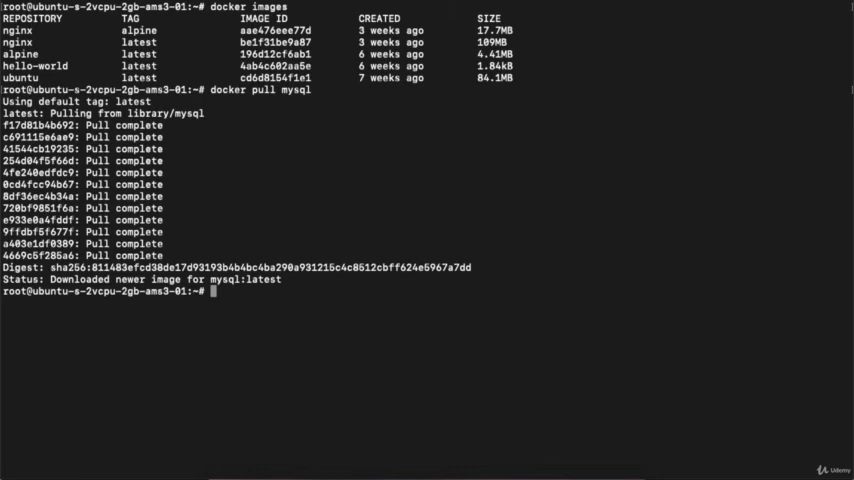 root@ubuntu-s-2vcpu-2gb-ams3-01:~# docker images
REPOSITORY TAG IMAGE ID CREATED SIZE
nginx alpine aae476eee77d 3 weeks ago 17.7MB
nginx latest be1f31be9a87 3 weeks ago 109MB
alpine latest 196d12cf6ab1 6 weeks ago 4.41MB
hello-world latest 4ab4c602aa5e 6 weeks ago 1.84kB
ubuntu latest cd6d8154f1e1 7 weeks ago 84.1MB
root@ubuntu-s-2vcpu-2gb-ams3-01:~# docker pull mysql
Using default tag: latest
latest: Pulling from library/mysql
f17d81b4b692: Pull complete
c691115e6ae9: Pull complete
41544cb19235: Pull complete
254d04f5f66d: Pull complete
4fe240edfdc9: Pull complete
0cd4fcc94b67: Pull complete
8df36ec4b34a: Pull complete
720bf9851f6a: Pull complete
e933e0a4fddf: Pull complete
9ffdbf5f677f: Pull complete
a403e1df0389: Pull complete
4669c5f285a6: Pull complete
Digest: sha256:811483efcd38de17d93193b4b4bc4ba290a931215c4c8512cbff624e5967a7dd
Status: Downloaded newer image for mysql:latest
root@ubuntu-s-2vcpu-2gb-ams3-01:~#
Udemy